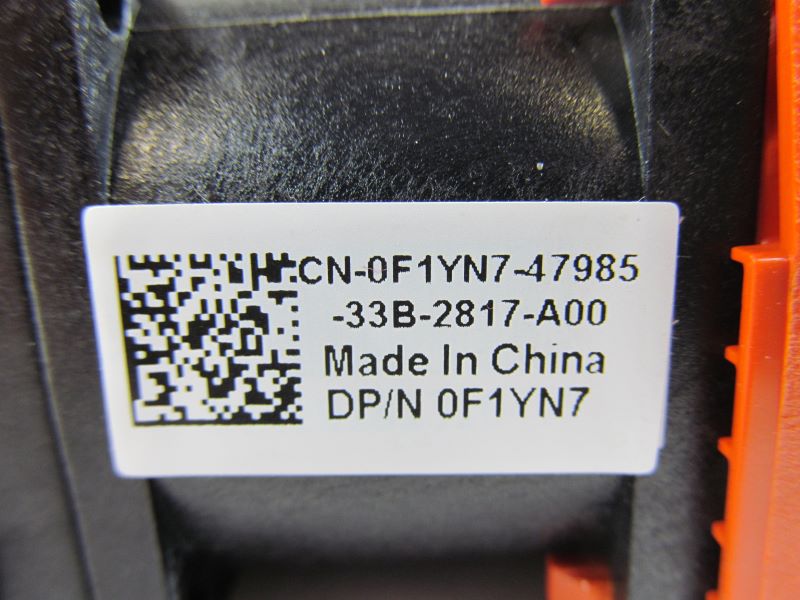 CN-0F1YN7-47985
-33B-2817-A00
Made In China
DP/N 0F1YN7